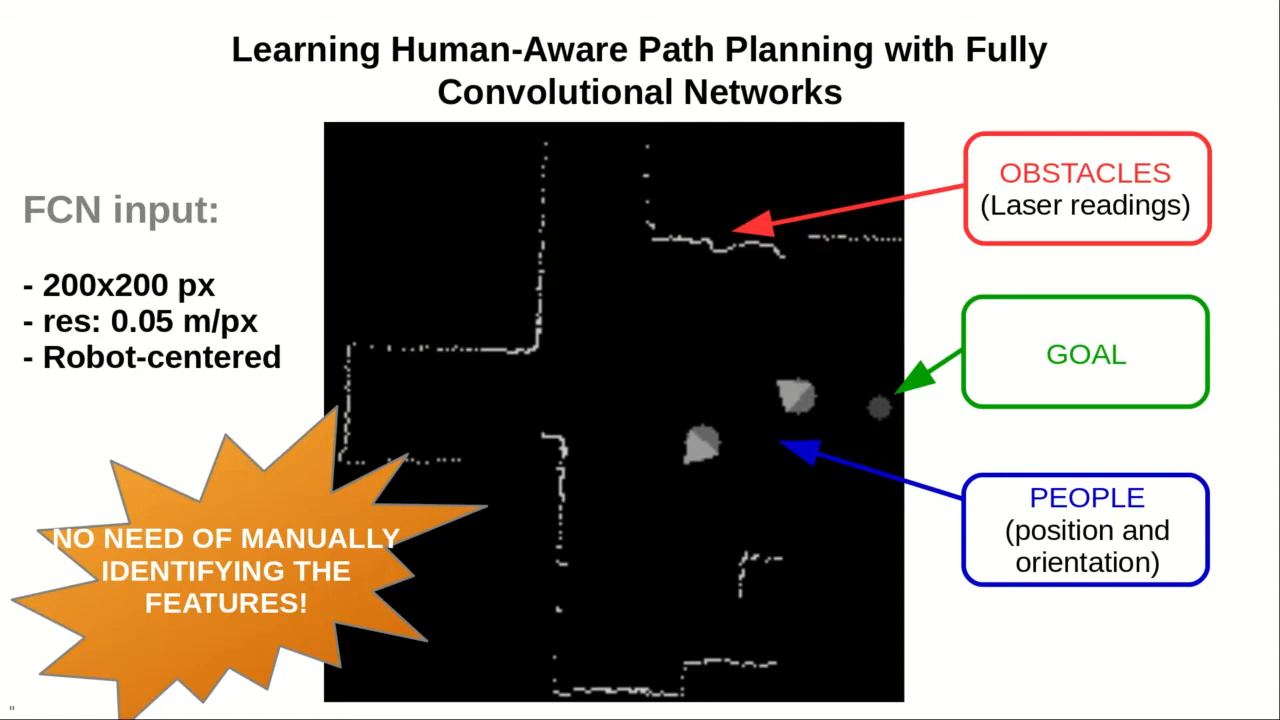 Learning Human-Aware Path Planning with Fully
Convolutional Networks
FCN input:
- 200x200 px
- res: 0.05 m/px
- Robot-centered
NO NEED OF MANUALLY
IDENTIFYING THE
FEATURES!
OBSTACLES
(Laser readings)
GOAL
PEOPLE
(position and
orientation)
"